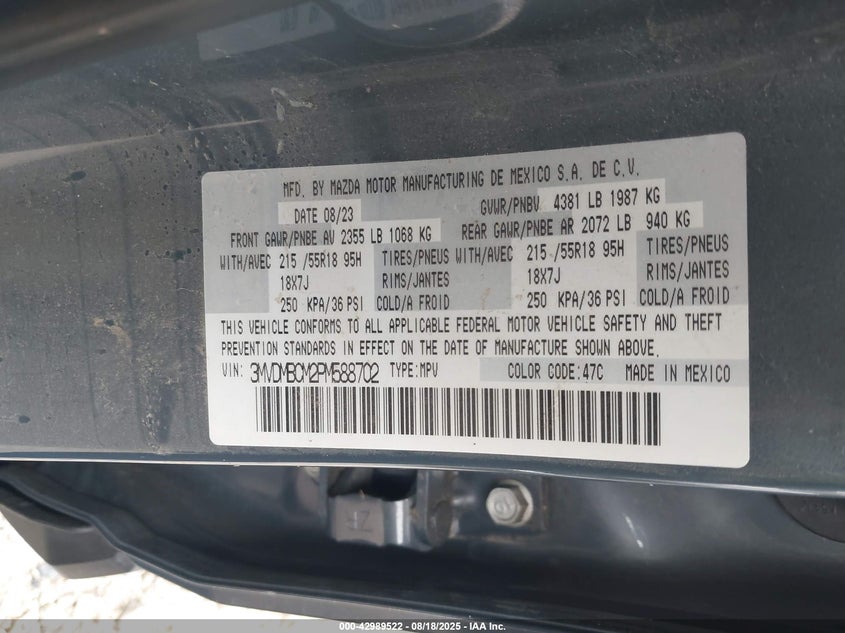 MFD. BY MAZDA MOTOR MANUFACTURING DE MEXICO S.A. DE C.V.
DATE 08/23 GVWR/PNBV 4381 LB 1987 KG
FRONT GAWR/PNBE AV 2355 LB 1068 KG REAR GAWR/PNBE AR 2072 LB 940 KG
WITH/AVEC 215 /55R18 95H TIRES/PNEUS WITH/AVEC 215 /55R18 95H TIRES/PNEUS
18X7J RIMS/JANTES 18X7J RIMS/JANTES
250 KPA/36 PSI COLD/A FROID 250 KPA/36 PSI COLD/A FROID
THIS VEHICLE CONFORMS TO ALL APPLICABLE FEDERAL MOTOR VEHICLE SAFETY AND THEFT
PREVENTION STANDARDS IN EFFECT ON THE DATE OF MANUFACTURE SHOWN ABOVE.
VIN: 3MVDMBCM2PM588702 TYPE:MPV COLOR CODE:47C MADE IN MEXICO
000-42989522 - 08/18/2025 - IAA Inc.